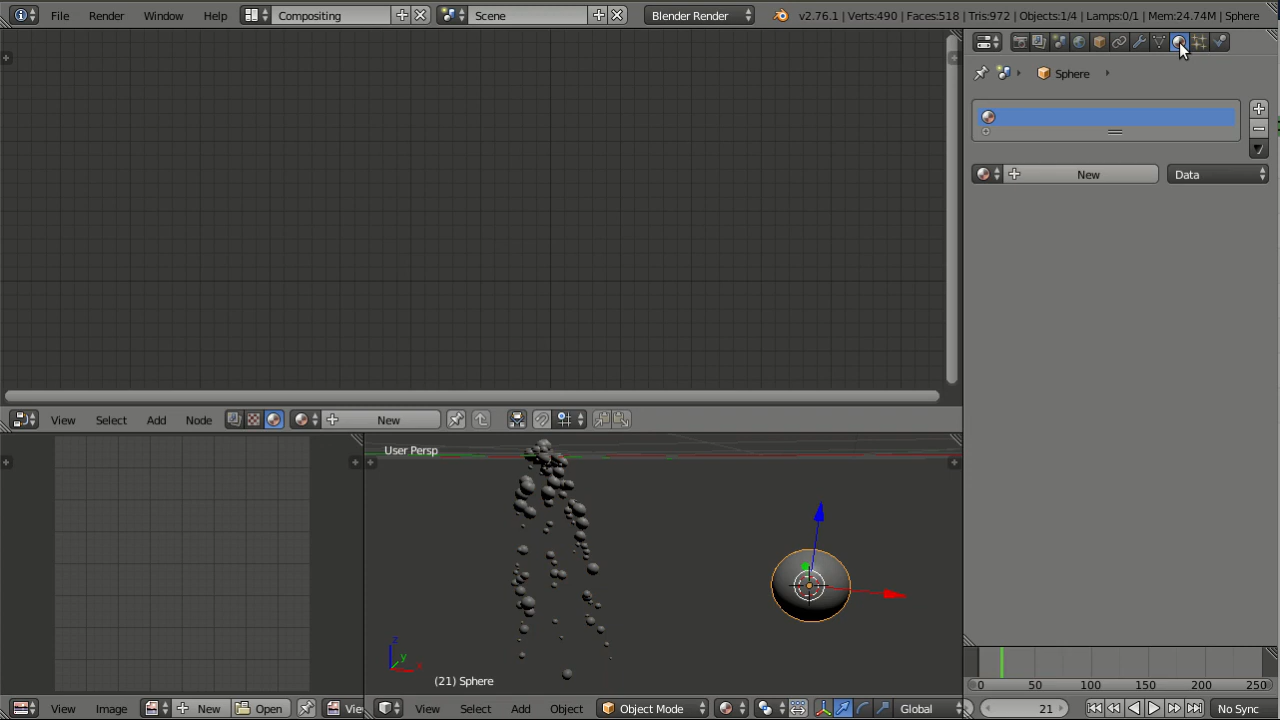 File Render Window Help Compositing Scene Blender Render v2.76.1 | Verts:490 | Faces:518 | Tris:972 | Objects:1/4 | Lamps:0/1 | Mem:24.74M | Sphere
Sphere
New Data
View Select Add Node New
User Persp
z
y
x
(21) Sphere
0 50 100 150 200 250
View Image New Open Vie View Select Add Object Object Mode Global 21 No Sync